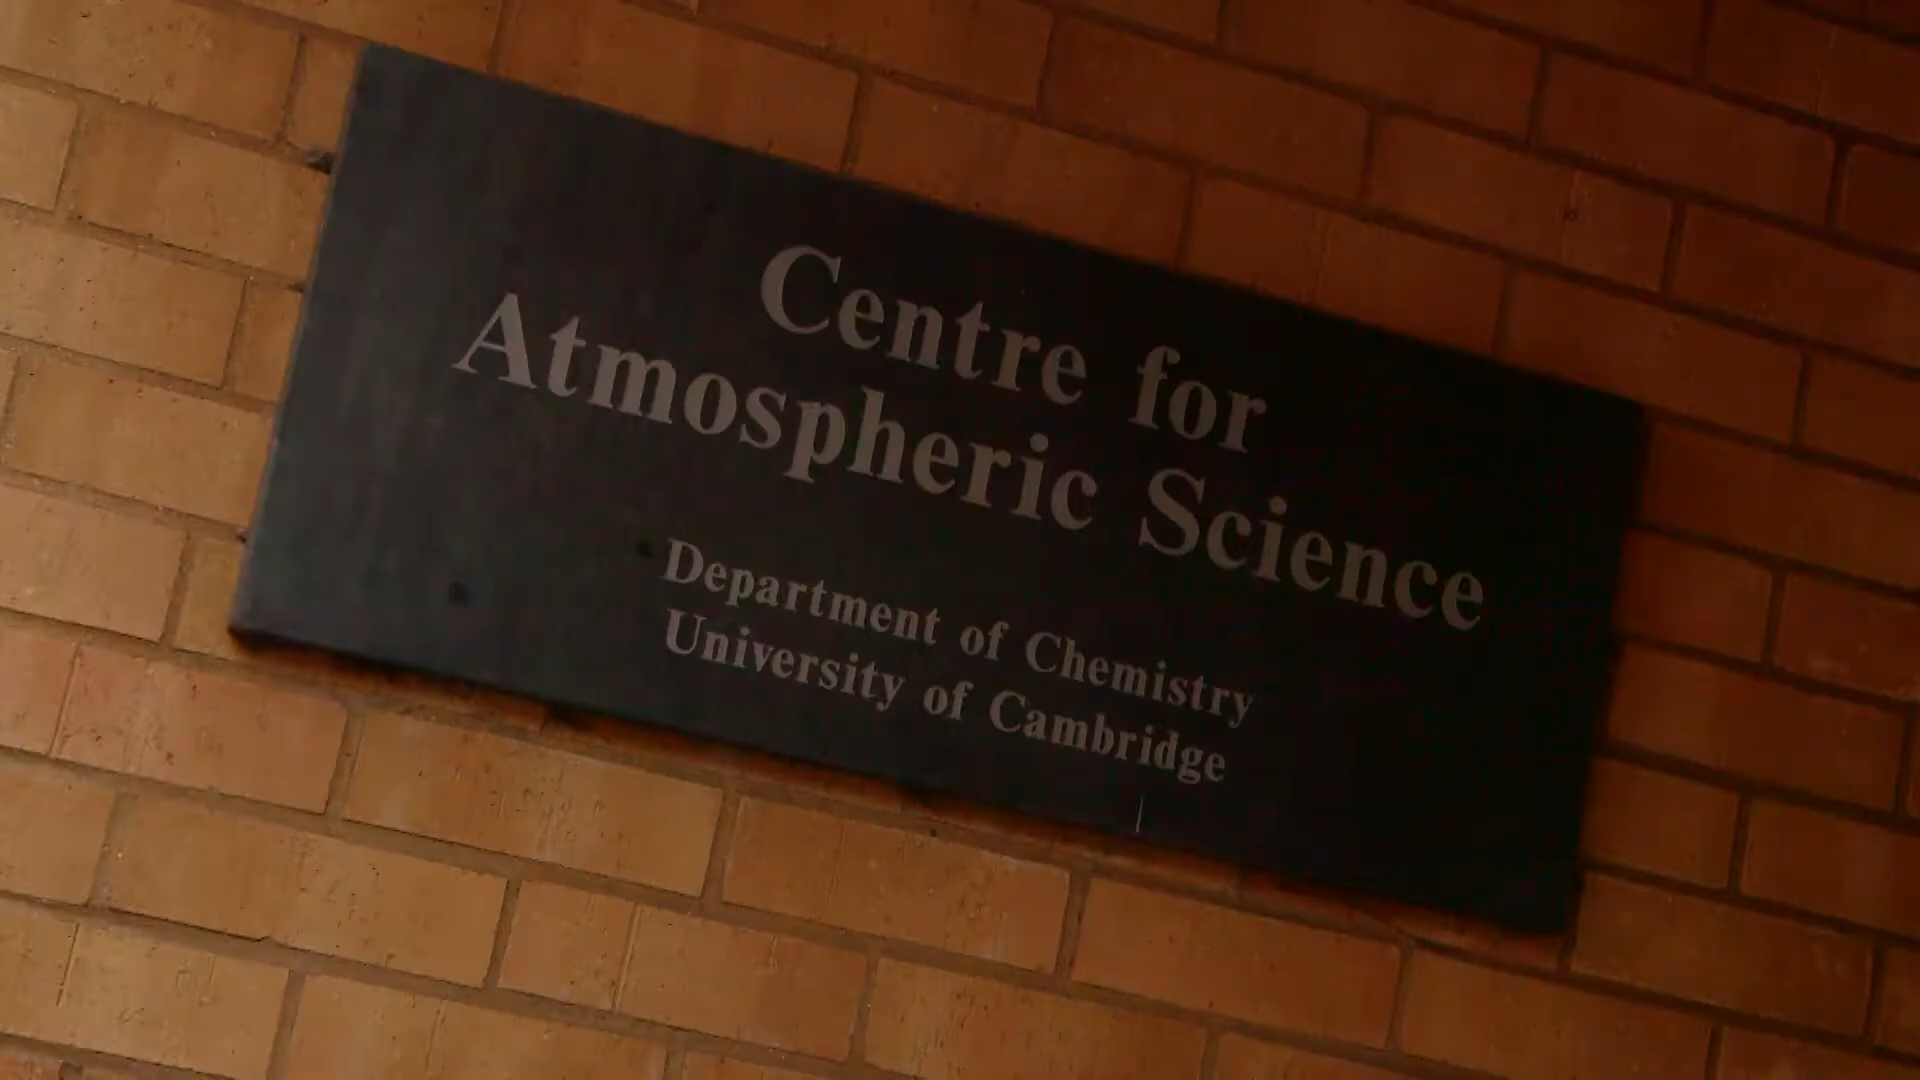 Centre for
Atmospheric Science
Department of Chemistry
University of Cambridge